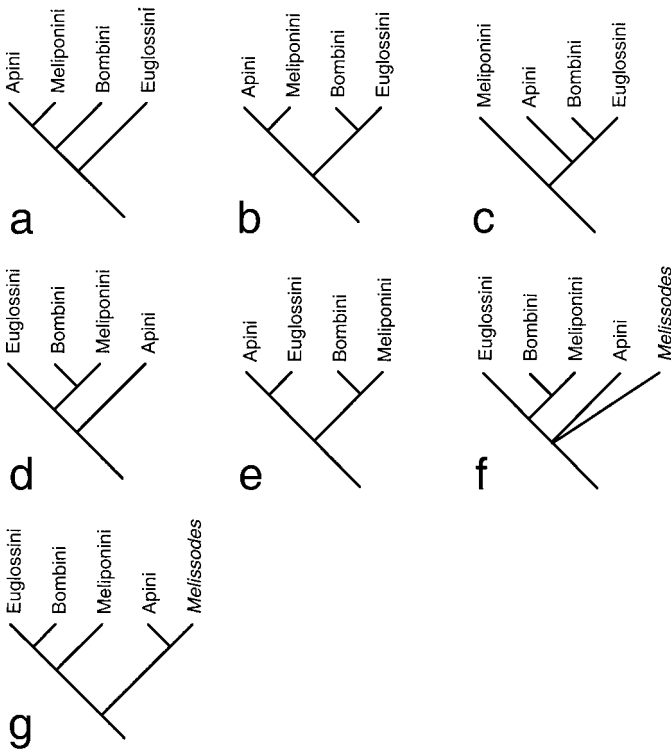 Apini
Meliponini
Bombini
Euglossini
a
Apini
Meliponini
Bombini
Euglossini
b
Meliponini
Apini
Bombini
Euglossini
c
Euglossini
Bombini
Meliponini
Apini
d
Apini
Euglossini
Bombini
Meliponini
e
Euglossini
Bombini
Meliponini
Apini
Melissodes
f
Euglossini
Bombini
Meliponini
Apini
Melissodes
g